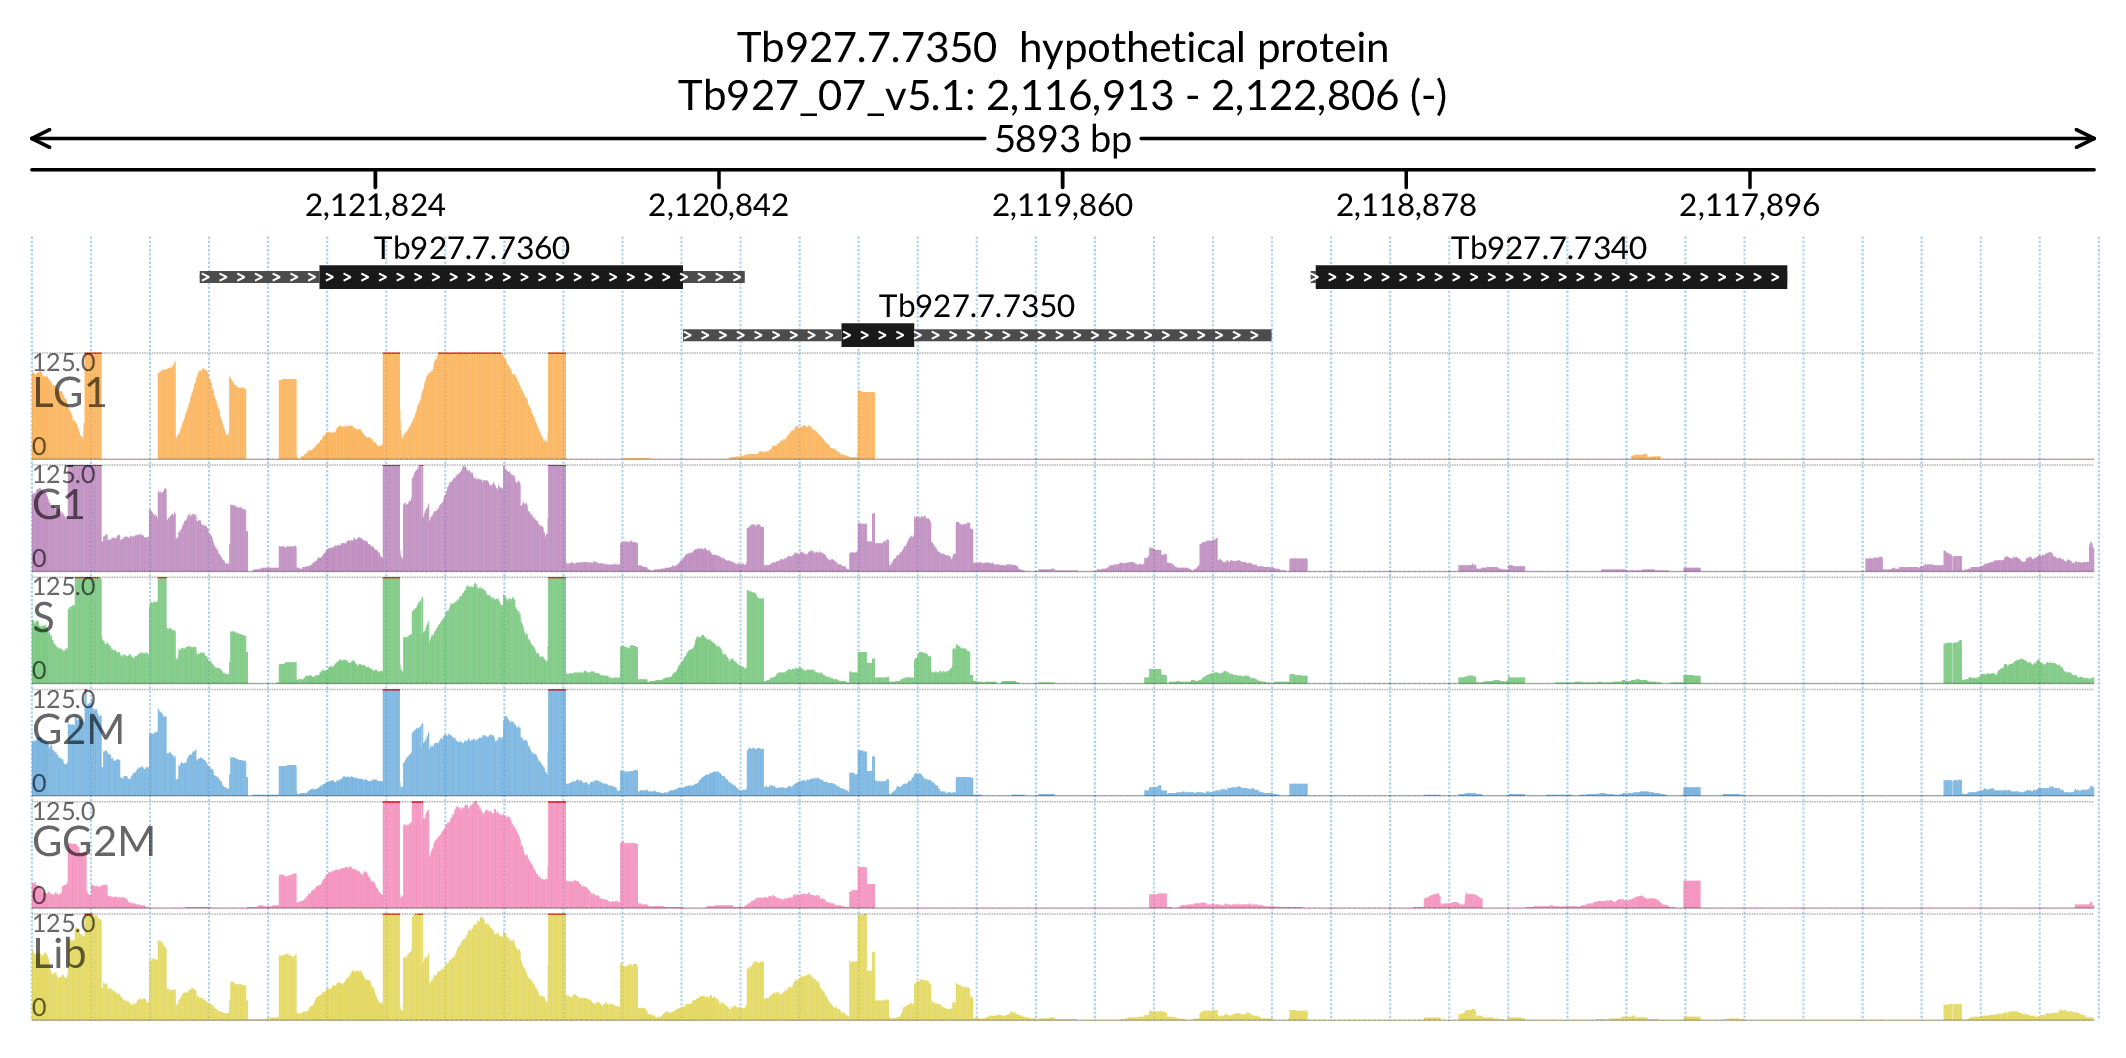 Tb927.7.7350  hypothetical protein
Tb927_07_v5.1: 2,116,913 - 2,122,806 (-)
5893 bp
2,121,824 2,120,842 2,119,860 2,118,878 2,117,896
Tb927.7.7360 Tb927.7.7340
Tb927.7.7350
125.0
LG1
0
125.0
G1
0
125.0
S
0
125.0
G2M
0
125.0
GG2M
0
125.0
Lib
0